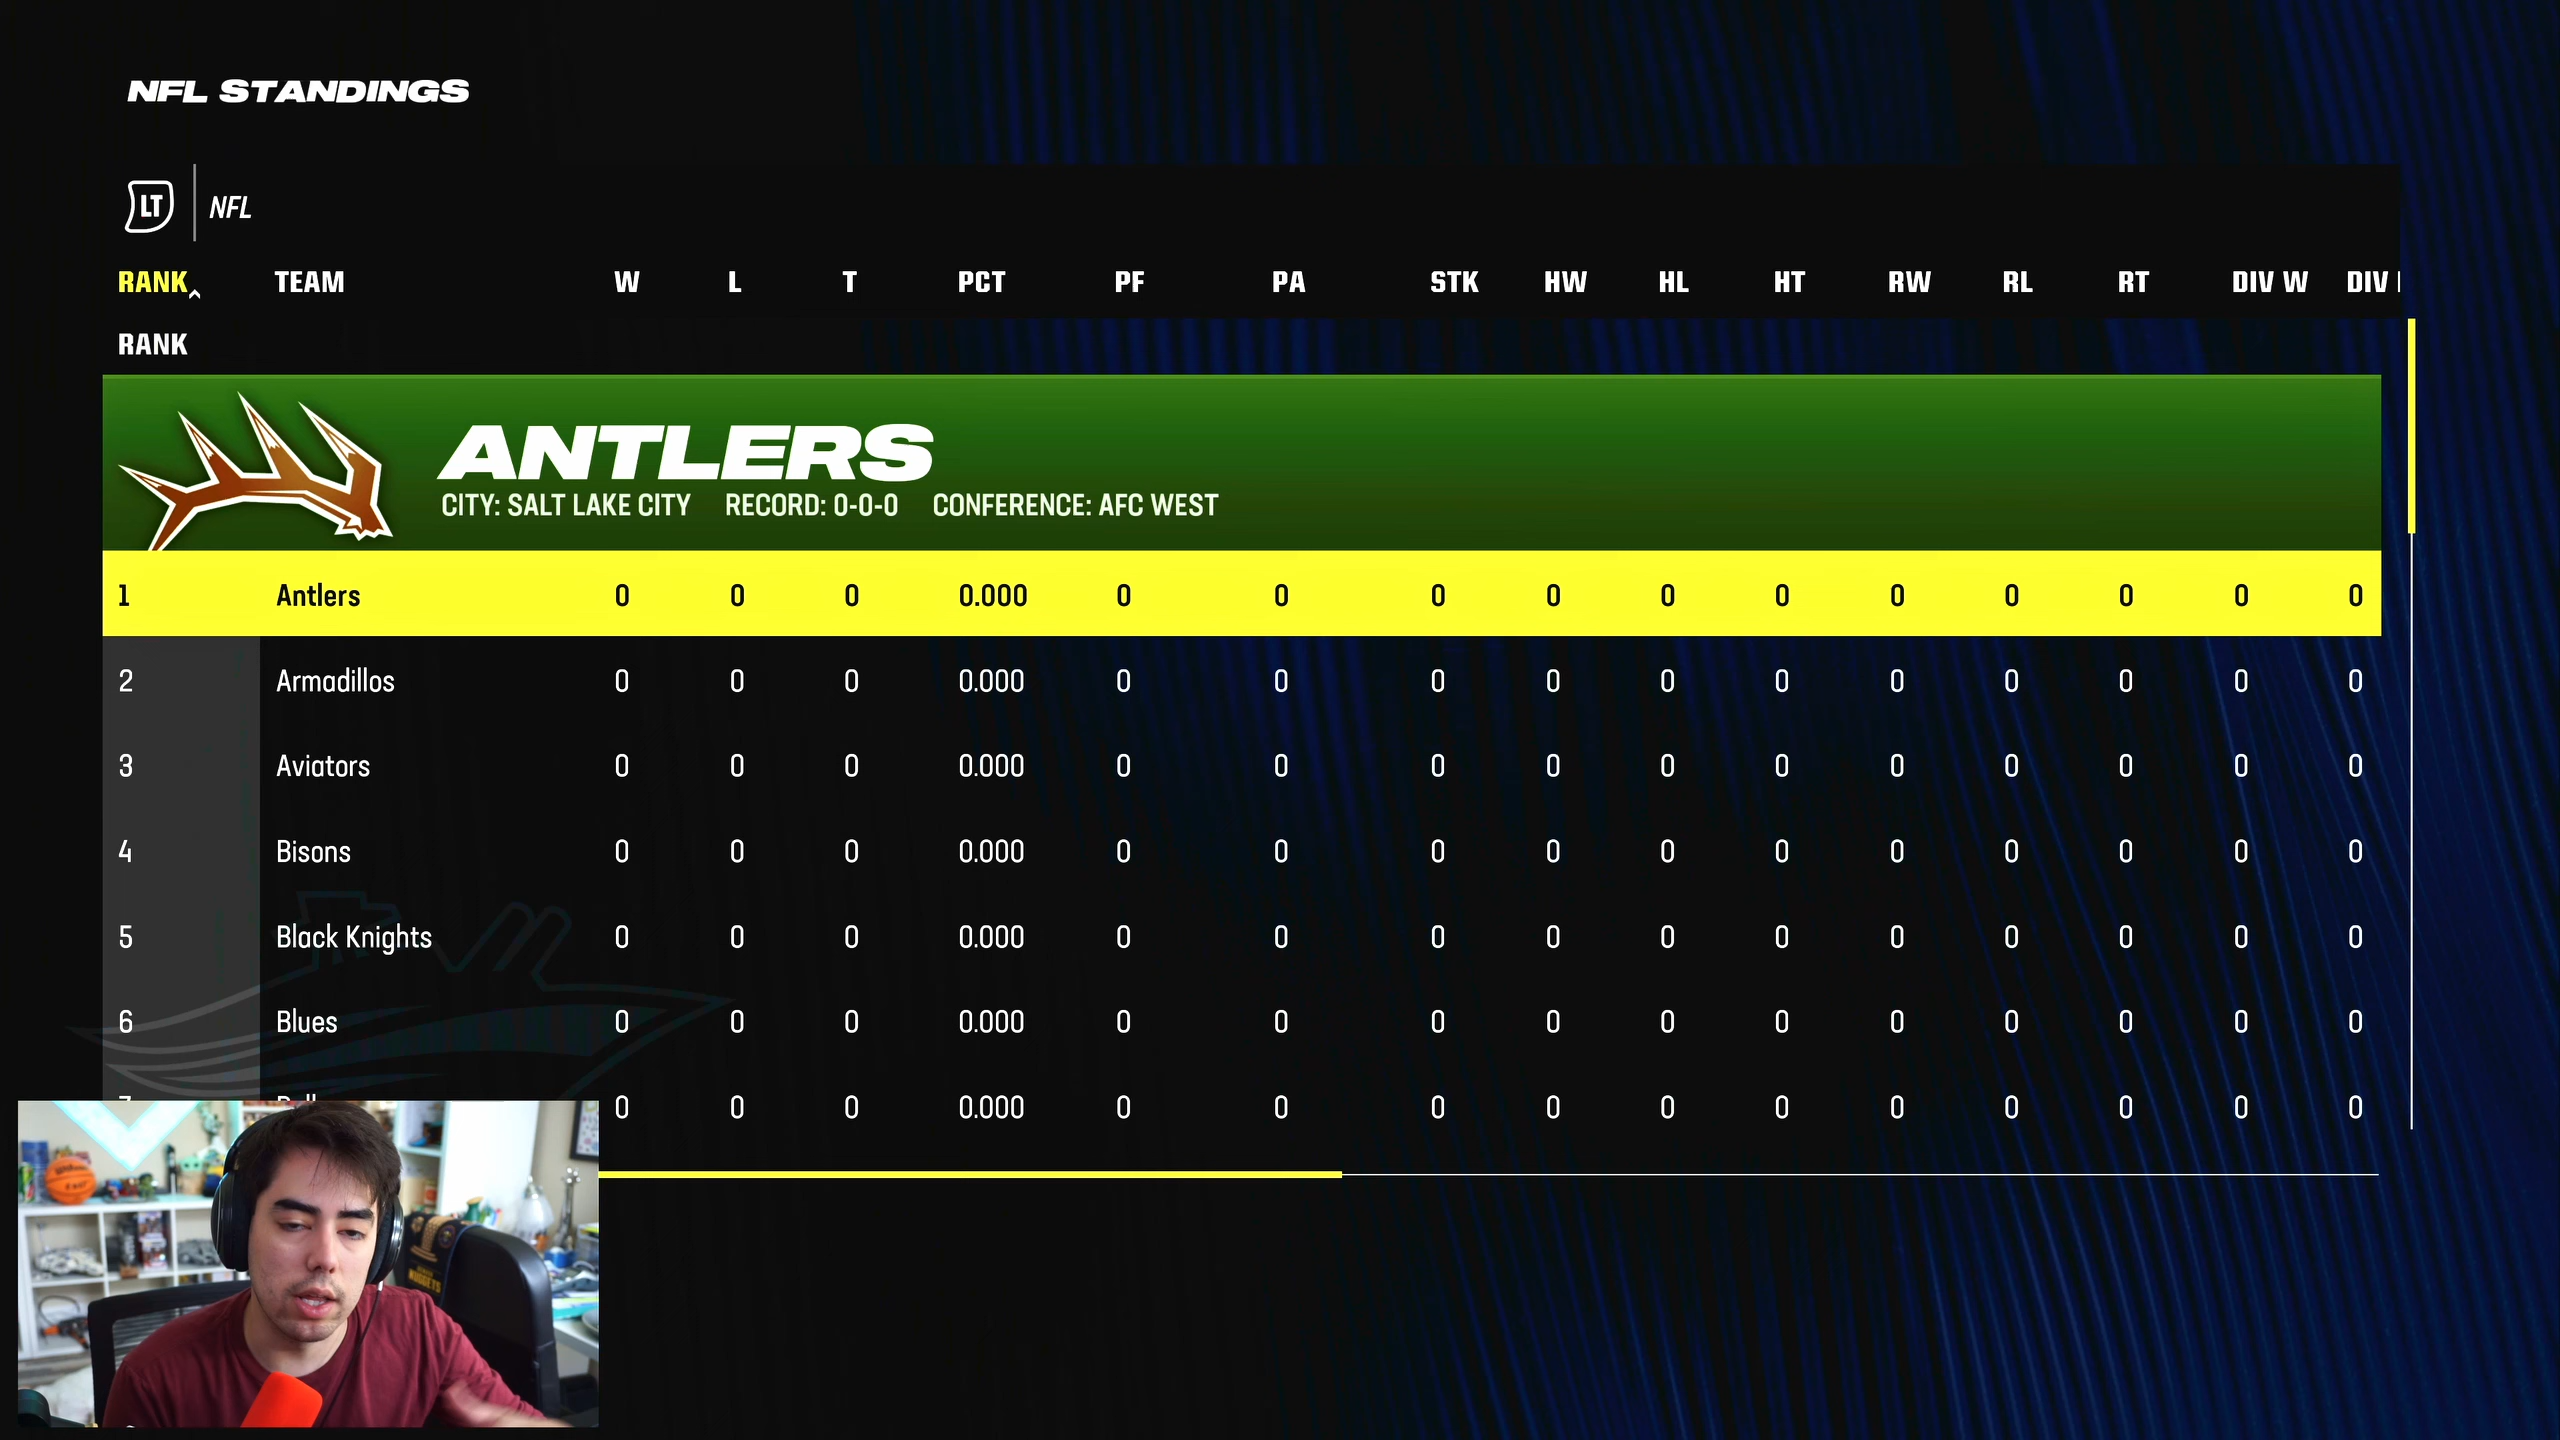 NFL STANDINGS
LT NFL
RANK TEAM W L T PCT PF PA STK HW HL HT RW RL RT DIV W DIV
RANK
ANTLERS
CITY: SALT LAKE CITY RECORD: 0-0-0 CONFERENCE: AFC WEST
1 Antlers 0 0 0 0.000 0 0 0 0 0 0 0 0 0 0 0
2 Armadillos 0 0 0 0.000 0 0 0 0 0 0 0 0 0 0 0
3 Aviators 0 0 0 0.000 0 0 0 0 0 0 0 0 0 0 0
4 Bisons 0 0 0 0.000 0 0 0 0 0 0 0 0 0 0 0
5 Black Knights 0 0 0 0.000 0 0 0 0 0 0 0 0 0 0 0
6 Blues 0 0 0 0.000 0 0 0 0 0 0 0 0 0 0 0
0 0 0 0.000 0 0 0 0 0 0 0 0 0 0 0
NUGGETS